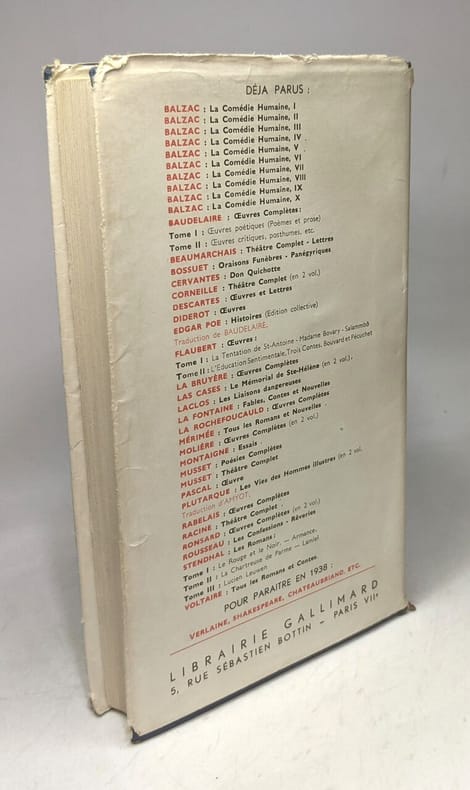 DÉJA PARUS :
BALZAC : La Comédie Humaine, I
BALZAC : La Comédie Humaine, II
BALZAC : La Comédie Humaine, III
BALZAC : La Comédie Humaine, IV
BALZAC : La Comédie Humaine, V
BALZAC : La Comédie Humaine, VI
BALZAC : La Comédie Humaine, VII
BALZAC : La Comédie Humaine, VIII
BALZAC : La Comédie Humaine, IX
BALZAC : La Comédie Humaine, X
BAUDELAIRE : Œuvres Complètes :
Tome I : Œuvres poétiques (Poèmes et prose)
Tome II : Œuvres critiques, posthumes, etc.
BEAUMARCHAIS : Théâtre Complet - Lettres
BOSSUET : Oraisons Funèbres - Panégyriques
CERVANTES : Don Quichotte
CORNEILLE : Théâtre Complet (en 2 vol.)
DESCARTES : Œuvres et Lettres
DIDEROT : Œuvres
EDGAR POE : Histoires (Edition collective)
Traduction de BAUDELAIRE.
FLAUBERT : Œuvres :
Tome I : La Tentation de St-Antoine - Madame Bovary - Salammbô
Tome II : L'Education Sentimentale, Trois Contes, Bouvard et Pécuchet
LA BRUYÈRE : Œuvres Complètes
LAS CASES : Le Mémorial de Ste-Hélène (en 2 vol.)
LACLOS : Les Liaisons dangereuses
LA FONTAINE : Fables, Contes et Nouvelles
LA ROCHEFOUCAULD : Œuvres Complètes
MÉRIMÉE : Tous les Romans et Nouvelles
MOLIÈRE : Œuvres Complètes (en 2 vol.)
MONTAIGNE : Essais
MUSSET : Poésies Complètes
MUSSET : Théâtre Complet
PASCAL : Œuvre
PLUTARQUE : Les Vies des Hommes Illustres (en 2 vol.
Traduction d'AMYOT.
RABELAIS : Œuvres Complètes
RACINE : Théâtre Complet
RONSARD : Œuvres Complètes (en 2 vol.)
ROUSSEAU : Les Confessions - Rêveries
STENDHAL : Les Romans :
Tome I : Le Rouge et le Noir. — Armance.
Tome II : La Chartreuse de Parme — Lamiel
Tome III : Lucien Leuwen
VOLTAIRE : Tous les Romans et Contes
POUR PARAITRE EN 1938 :
VERLAINE, SHAKESPEARE, CHATEAUBRIAND, ETC.
LIBRAIRIE GALLIMARD
5, RUE SÉBASTIEN BOTTIN — PARIS VIIe